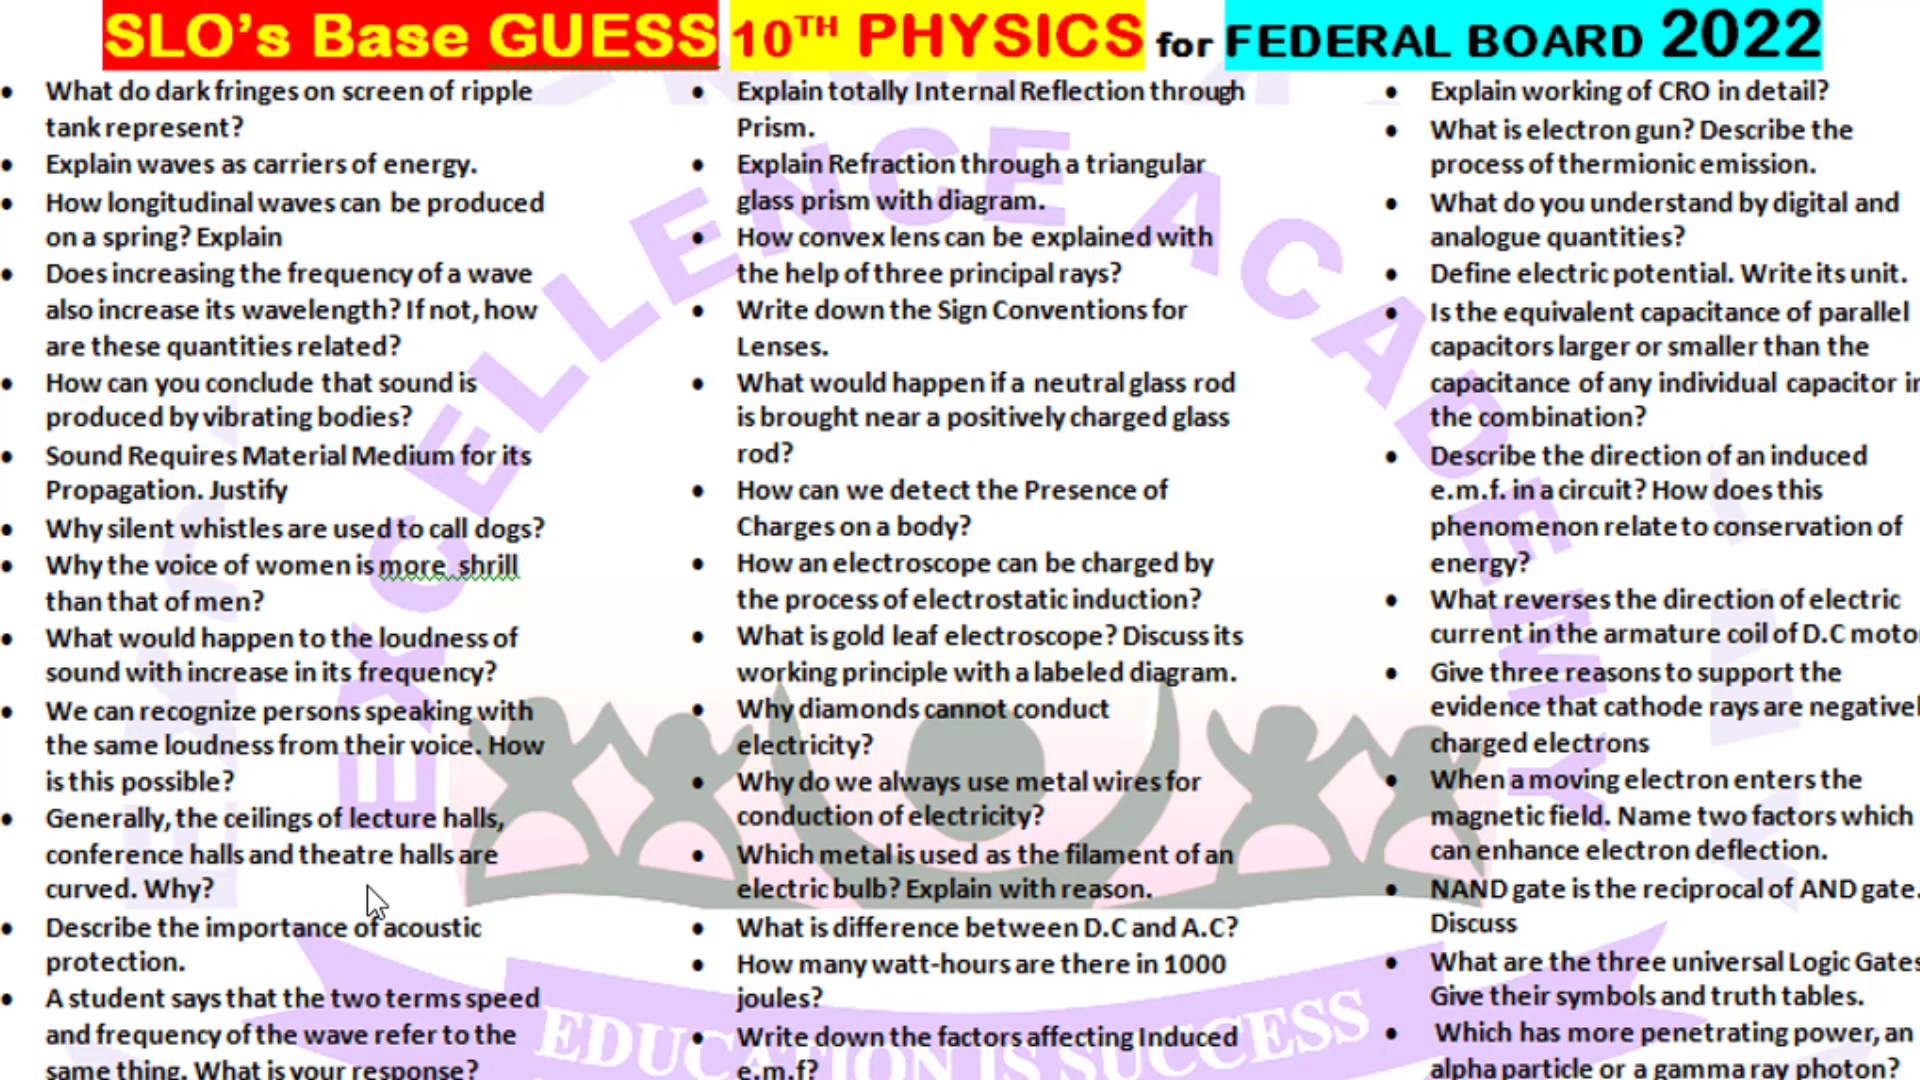 SLO's Base GUESS 10TH PHYSICS for FEDERAL BOARD 2022
• What do dark fringes on screen of ripple
tank represent?
• Explain waves as carriers of energy.
• How longitudinal waves can be produced
on a spring? Explain
• Does increasing the frequency of a wave
also increase its wavelength? If not, how
are these quantities related?
• How can you conclude that sound is
produced by vibrating bodies?
• Sound Requires Material Medium for its
Propagation. Justify
• Why silent whistles are used to call dogs?
• Why the voice of women is more shrill
than that of men?
• What would happen to the loudness of
sound with increase in its frequency?
• We can recognize persons speaking with
the same loudness from their voice. How
is this possible?
• Generally, the ceilings of lecture halls,
conference halls and theatre halls are
curved. Why?
• Describe the importance of acoustic
protection.
• A student says that the two terms speed
and frequency of the wave refer to the
same thing. What is your response?
• Explain totally Internal Reflection through
Prism.
• Explain Refraction through a triangular
glass prism with diagram.
• How convex lens can be explained with
the help of three principal rays?
• Write down the Sign Conventions for
Lenses.
• What would happen if a neutral glass rod
is brought near a positively charged glass
rod?
• How can we detect the Presence of
Charges on a body?
• How an electroscope can be charged by
the process of electrostatic induction?
• What is gold leaf electroscope? Discuss its
working principle with a labeled diagram.
• Why diamonds cannot conduct
electricity?
• Why do we always use metal wires for
conduction of electricity?
• Which metal is used as the filament of an
electric bulb? Explain with reason.
• What is difference between D.C and A.C?
• How many watt-hours are there in 1000
joules?
• Write down the factors affecting Induced
e.m.f?
• Explain working of CRO in detail?
• What is electron gun? Describe the
process of thermionic emission.
• What do you understand by digital and
analogue quantities?
• Define electric potential. Write its unit.
• Is the equivalent capacitance of parallel
capacitors larger or smaller than the
capacitance of any individual capacitor in
the combination?
• Describe the direction of an induced
e.m.f. in a circuit? How does this
phenomenon relate to conservation of
energy?
• What reverses the direction of electric
current in the armature coil of D.C moto
• Give three reasons to support the
evidence that cathode rays are negativel
charged electrons
• When a moving electron enters the
magnetic field. Name two factors which
can enhance electron deflection.
• NAND gate is the reciprocal of AND gate.
Discuss
• What are the three universal Logic Gates
Give their symbols and truth tables.
• Which has more penetrating power, an
alpha particle or a gamma ray photon?
EXCELLENCE ACADEMY
EDUCATION IS SUCCESS